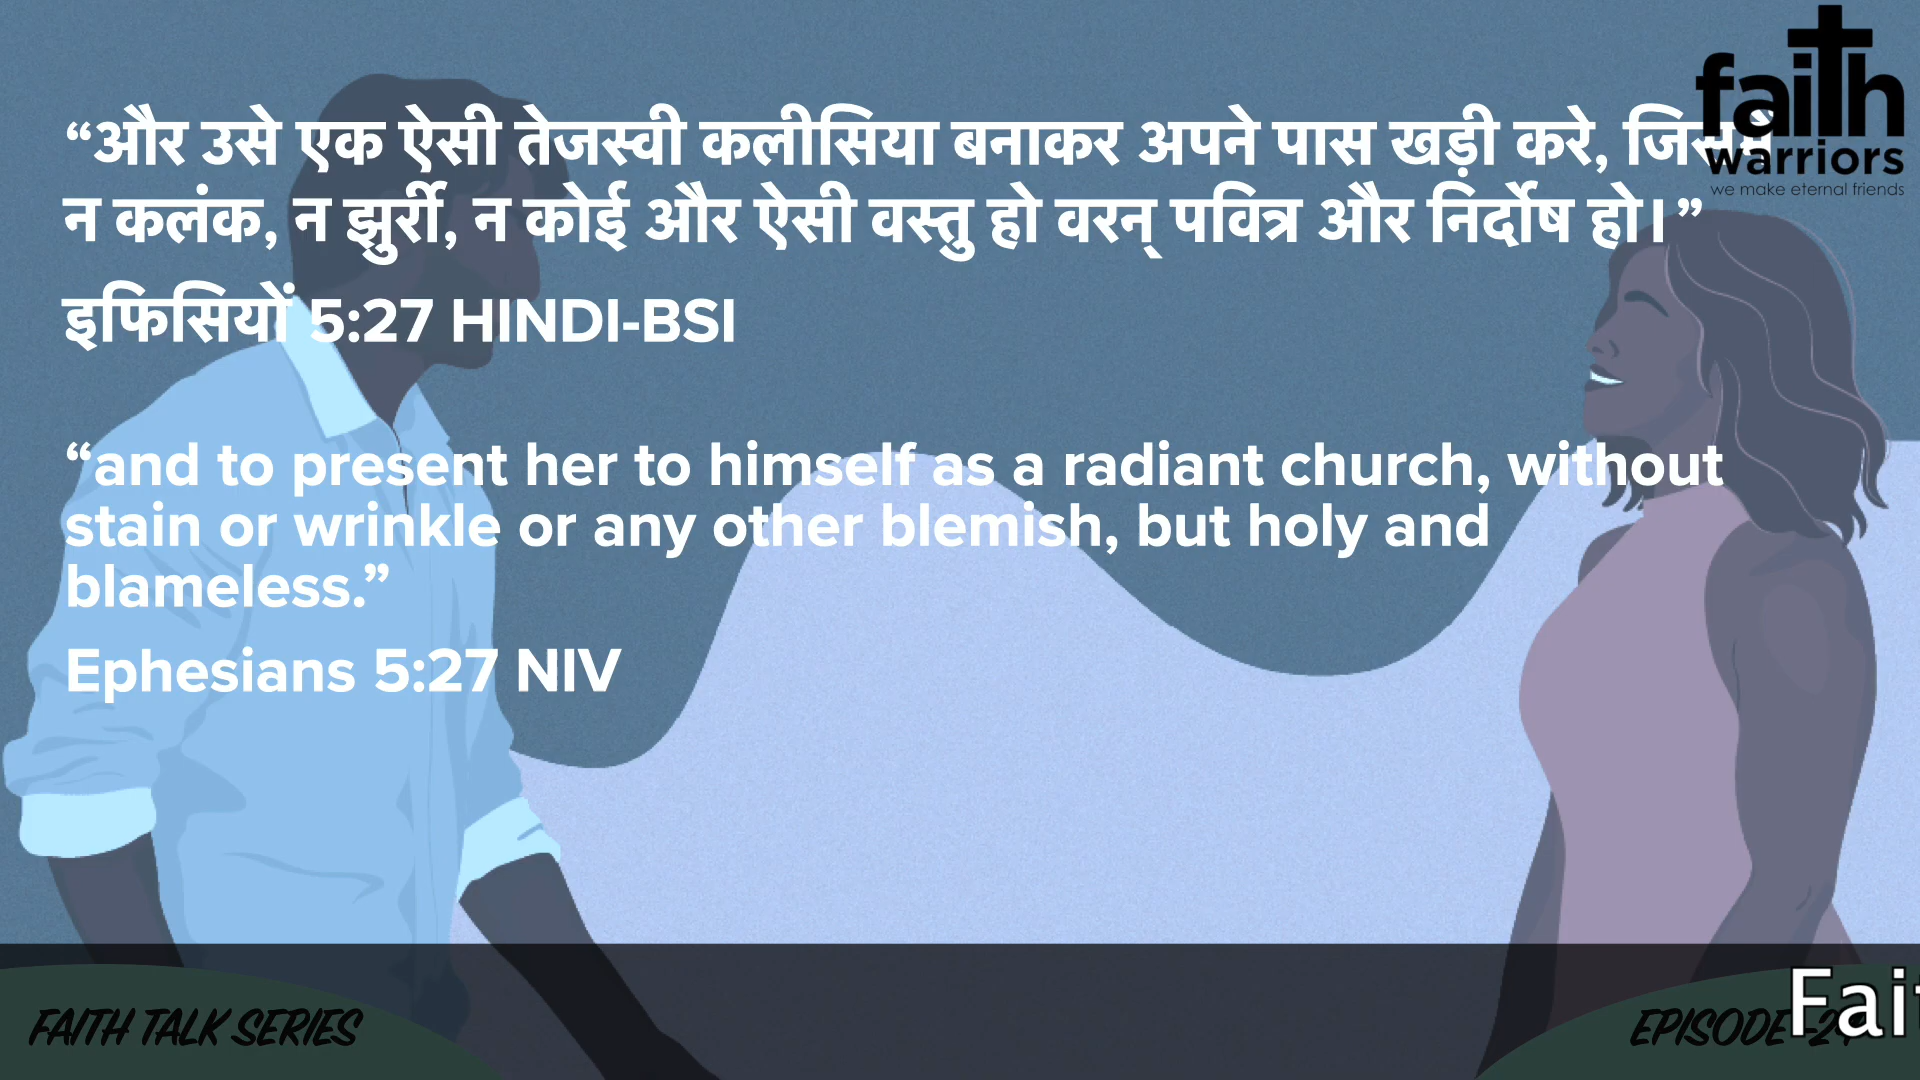 “और उसे एक ऐसी तेजस्वी कलीसिया बनाकर अपने पास खड़ी करे,
न कलंक, न झुर्री, न कोई और ऐसी वस्तु हो वरन् पवित्र और निर्दोष हो।”
इफिसियों 5:27 HINDI-BSI
“and to present her to himself as a radiant church, without
stain or wrinkle or any other blemish, but holy and
blameless.”
Ephesians 5:27 NIV
faith
warriors
we make eternal friends
FAITH TALK SERIES
EPISODE
Fai